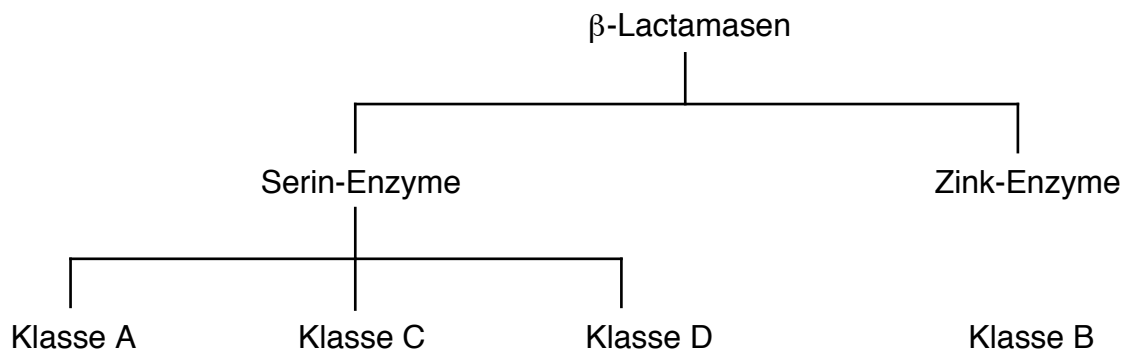 β-Lactamasen
Serin-Enzyme Zink-Enzyme
Klasse A Klasse C Klasse D Klasse B